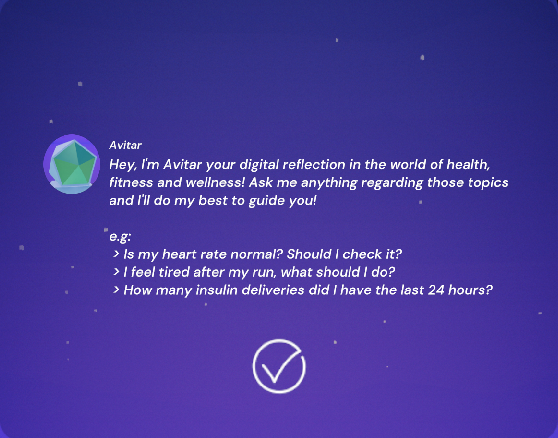 Avitar
Hey, I'm Avitar your digital reflection in the world of health,
fitness and wellness! Ask me anything regarding those topics
and I'll do my best to guide you!
e.g:
> Is my heart rate normal? Should I check it?
> I feel tired after my run, what should I do?
> How many insulin deliveries did I have the last 24 hours?